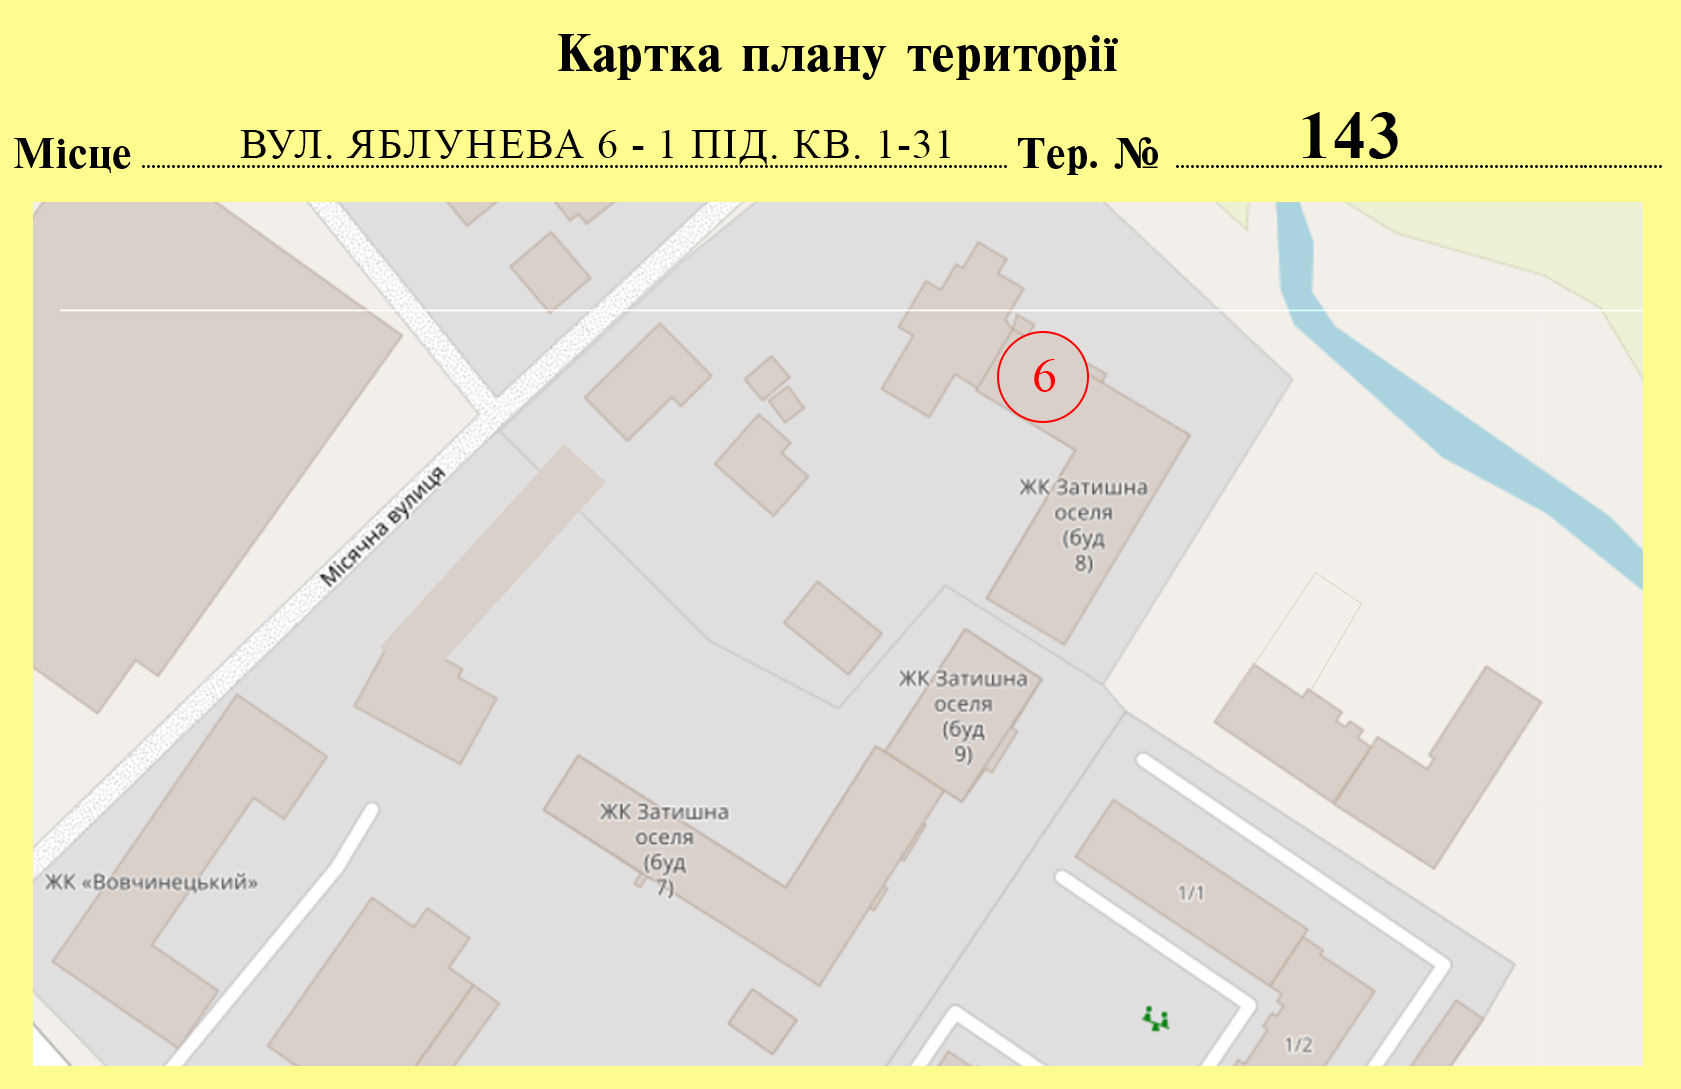 Картка плану території
Місце ВУЛ. ЯБЛУНЕВА 6 - 1 ПІД. КВ. 1-31 Тер. № 143
6
Місячна вулиця
ЖК Затишна
оселя
(буд
8)
ЖК Затишна
оселя
(буд
9)
ЖК Затишна
оселя
(буд
7)
ЖК «Вовчинецький»
1/1
1/2